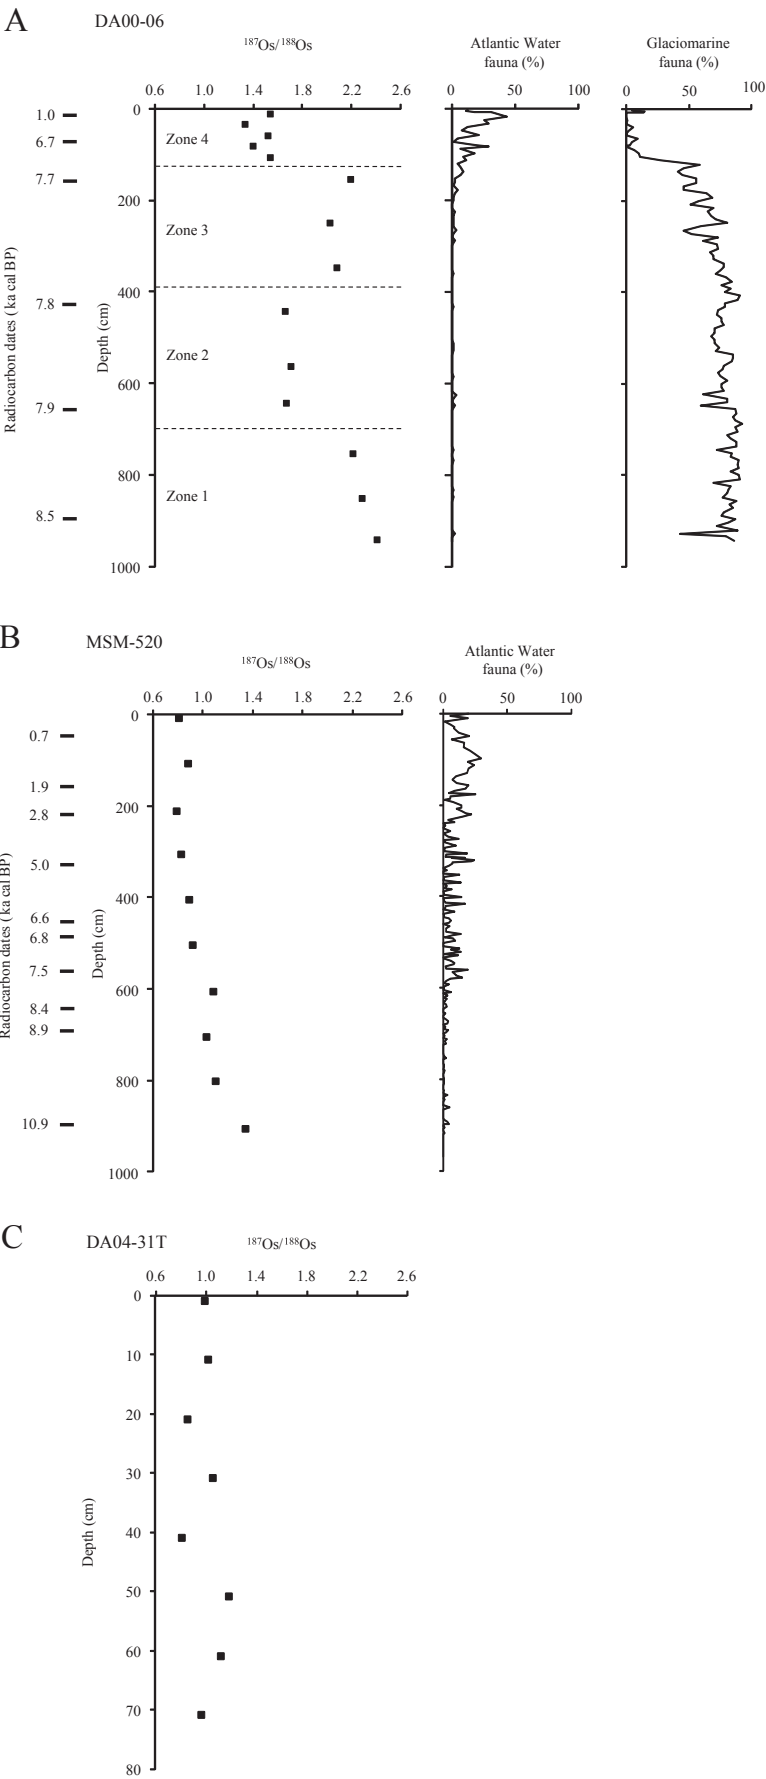 A
DA00-06
187Os/188Os
Atlantic Water
fauna (%)
Glaciomarine
fauna (%)
0.6 1.0 1.4 1.8 2.2 2.6
0 50 100
0 50 100
Radiocarbon dates ( ka cal BP)
1.0
6.7
7.7
7.8
7.9
8.5
Depth (cm)
0
200
400
600
800
1000
Zone 4
Zone 3
Zone 2
Zone 1
B
MSM-520
187Os/188Os
Atlantic Water
fauna (%)
0.6 1.0 1.4 1.8 2.2 2.6
0 50 100
Radiocarbon dates ( ka cal BP)
0.7
1.9
2.8
5.0
6.6
6.8
7.5
8.4
8.9
10.9
Depth (cm)
0
200
400
600
800
1000
C
DA04-31T
187Os/188Os
0.6 1.0 1.4 1.8 2.2 2.6
Depth (cm)
0
10
20
30
40
50
60
70
80